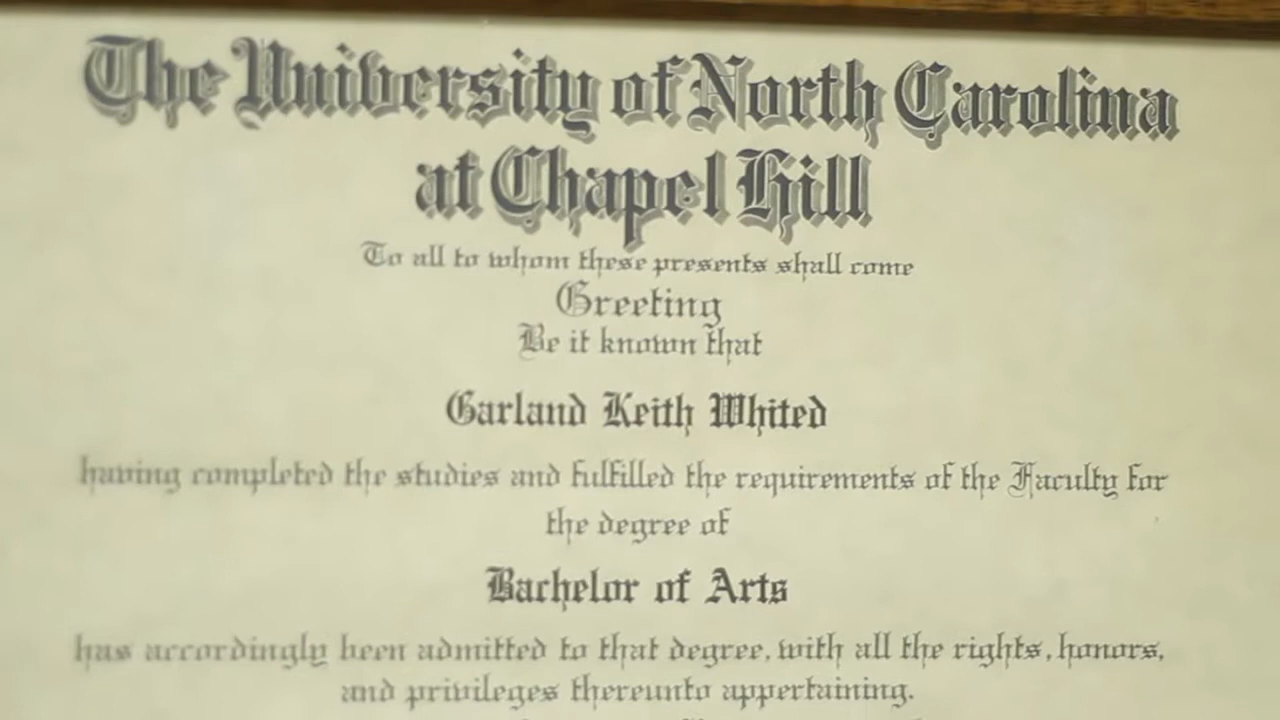 The University of North Carolina
at Chapel Hill
To all to whom these presents shall come
Greeting
Be it known that
Garland Keith Whited
having completed the studies and fulfilled the requirements of the Faculty for
the degree of
Bachelor of Arts
has accordingly been admitted to that degree, with all the rights, honors,
and privileges thereunto appertaining.